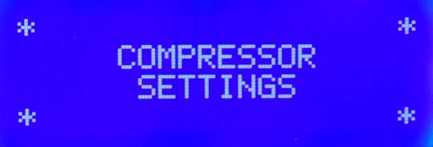 * *
COMPRESSOR
SETTINGS
* *